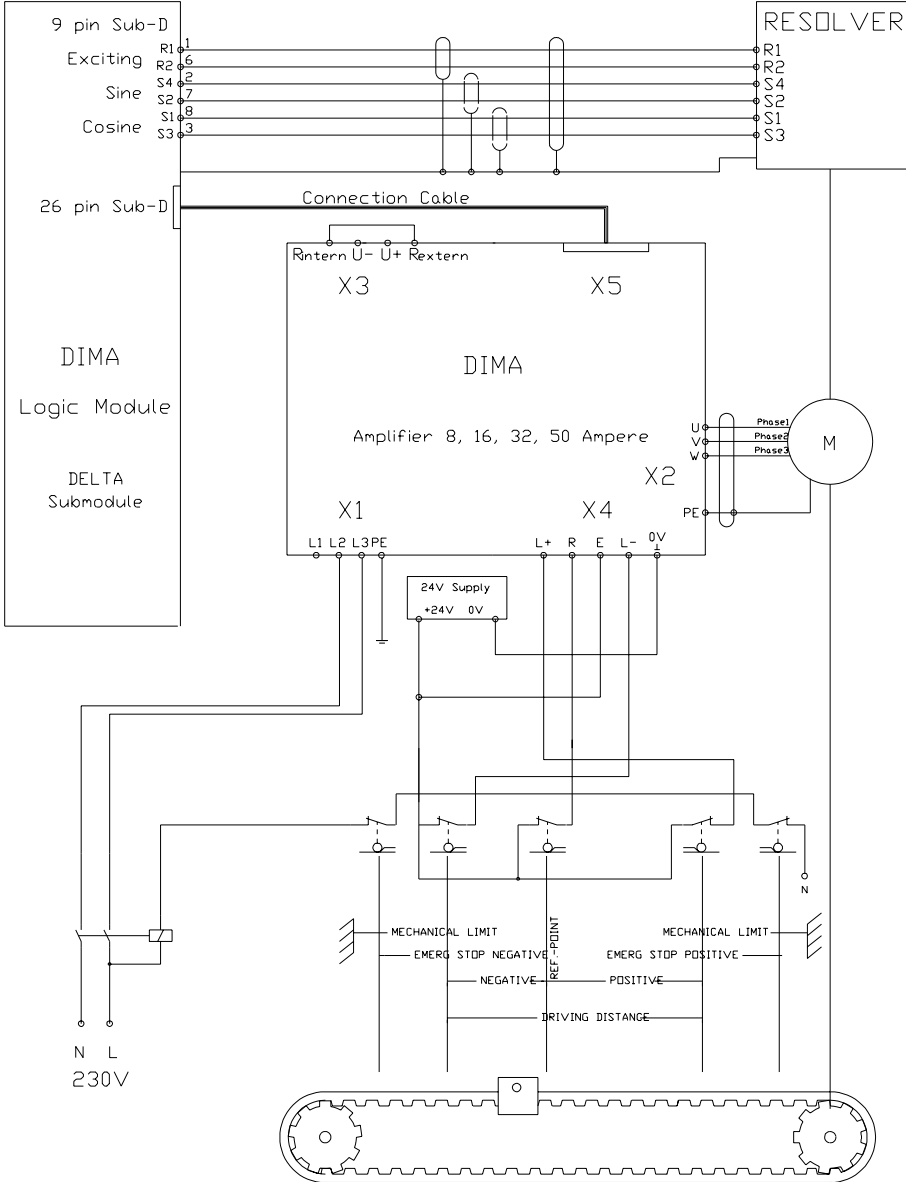 9 pin Sub-D
RESOLVER
Exciting
R1 1
R2 6
R1
R2
Sine
S4 2
S2 7
S4
S2
Cosine
S1 8
S3 3
S1
S3
26 pin Sub-D
Connection Cable
Rintern U- U+ Rextern
X3
X5
DIMA
Logic Module
DELTA
Submodule
DIMA
Amplifier 8, 16, 32, 50 Ampere
U
V
W
Phase1
Phase2
Phase3
M
X2
PE
X1
X4
L1 L2 L3 PE
L+ R E L- 0V
24V Supply
+24V 0V
N
MECHANICAL LIMIT
MECHANICAL LIMIT
EMERG STOP NEGATIVE
REF.-POINT
EMERG STOP POSITIVE
NEGATIVE -
POSITIVE
DRIVING DISTANCE
N L
230V